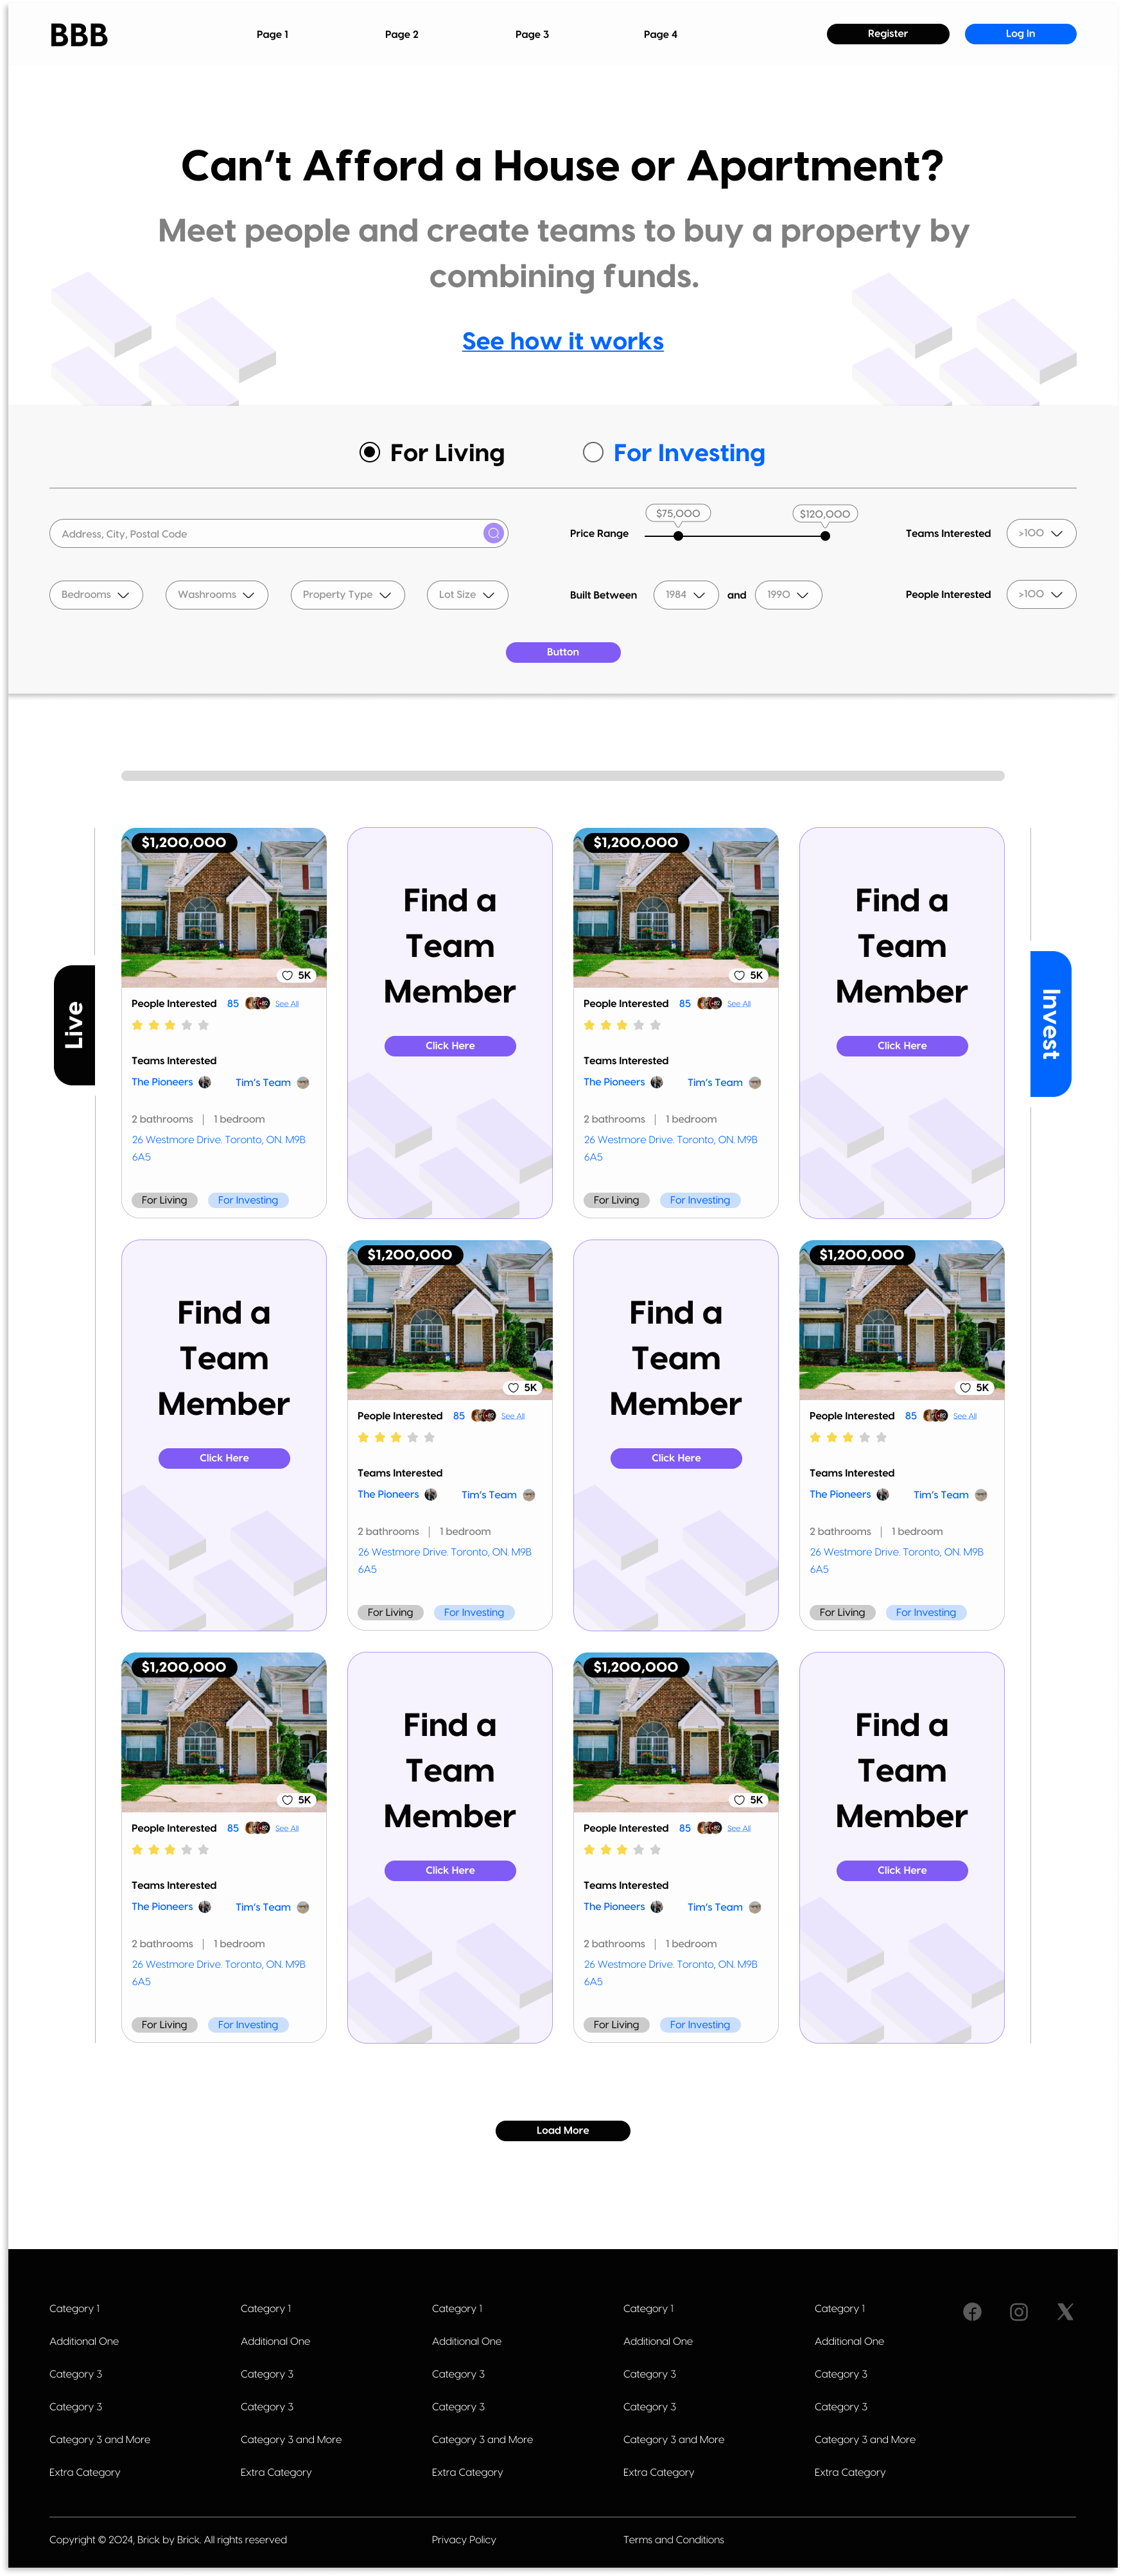 BBB
Page 1
Page 2
Page 3
Page 4
Register
Log In
Can't Afford a House or Apartment?
Meet people and create teams to buy a property by
combining funds.
See how it works
For Living
For Investing
Address, City, Postal Code
Price Range
$75,000
$120,000
Teams Interested
>100
Bedrooms
Washrooms
Property Type
Lot Size
Built Between
1984
and
1990
People Interested
>100
Button
Live
Invest
$1,200,000
5K
People Interested 85 See All
Teams Interested
The Pioneers Tim's Team
2 bathrooms | 1 bedroom
26 Westmore Drive. Toronto, ON. M9B
6A5
For Living For Investing
Find a
Team
Member
Click Here
$1,200,000
5K
People Interested 85 See All
Teams Interested
The Pioneers Tim's Team
2 bathrooms | 1 bedroom
26 Westmore Drive. Toronto, ON. M9B
6A5
For Living For Investing
Find a
Team
Member
Click Here
Find a
Team
Member
Click Here
$1,200,000
5K
People Interested 85 See All
Teams Interested
The Pioneers Tim's Team
2 bathrooms | 1 bedroom
26 Westmore Drive. Toronto, ON. M9B
6A5
For Living For Investing
Find a
Team
Member
Click Here
$1,200,000
5K
People Interested 85 See All
Teams Interested
The Pioneers Tim's Team
2 bathrooms | 1 bedroom
26 Westmore Drive. Toronto, ON. M9B
6A5
For Living For Investing
$1,200,000
5K
People Interested 85 See All
Teams Interested
The Pioneers Tim's Team
2 bathrooms | 1 bedroom
26 Westmore Drive. Toronto, ON. M9B
6A5
For Living For Investing
Find a
Team
Member
Click Here
$1,200,000
5K
People Interested 85 See All
Teams Interested
The Pioneers Tim's Team
2 bathrooms | 1 bedroom
26 Westmore Drive. Toronto, ON. M9B
6A5
For Living For Investing
Find a
Team
Member
Click Here
Load More
Category 1
Additional One
Category 3
Category 3
Category 3 and More
Extra Category
Category 1
Additional One
Category 3
Category 3
Category 3 and More
Extra Category
Category 1
Additional One
Category 3
Category 3
Category 3 and More
Extra Category
Category 1
Additional One
Category 3
Category 3
Category 3 and More
Extra Category
Category 1
Additional One
Category 3
Category 3
Category 3 and More
Extra Category
Copyright © 2024, Brick by Brick. All rights reserved
Privacy Policy
Terms and Conditions